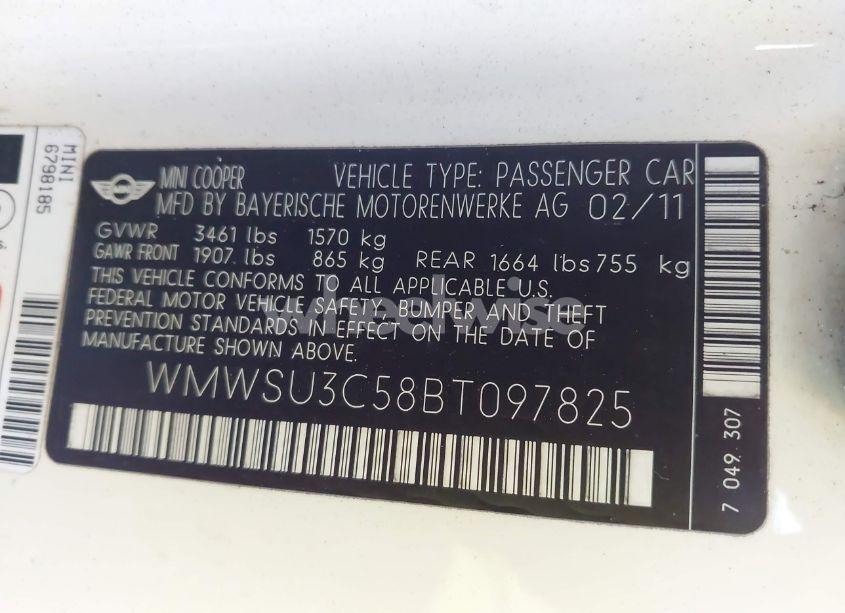 MINI COOPER VEHICLE TYPE: PASSENGER CAR
MFD BY BAYERISCHE MOTORENWERKE AG 02/11
GVWR 3461 lbs 1570 kg
GAWR FRONT 1907 lbs 865 kg REAR 1664 lbs 755 kg
THIS VEHICLE CONFORMS TO ALL APPLICABLE U.S.
FEDERAL MOTOR VEHICLE SAFETY, BUMPER AND THEFT
PREVENTION STANDARDS IN EFFECT ON THE DATE OF
MANUFACTURE SHOWN ABOVE.
WMWSU3C58BT097825
7 049 307
MINI
6798185
s.
wheelwise